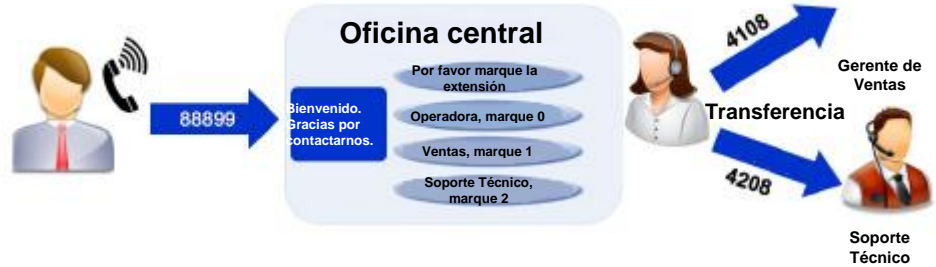 Oficina central
88899
Bienvenido.
Gracias por
contactarnos.
Por favor marque la
extensión
Operadora, marque 0
Ventas, marque 1
Soporte Técnico,
marque 2
4108
Gerente de
Ventas
Transferencia
4208
Soporte
Técnico